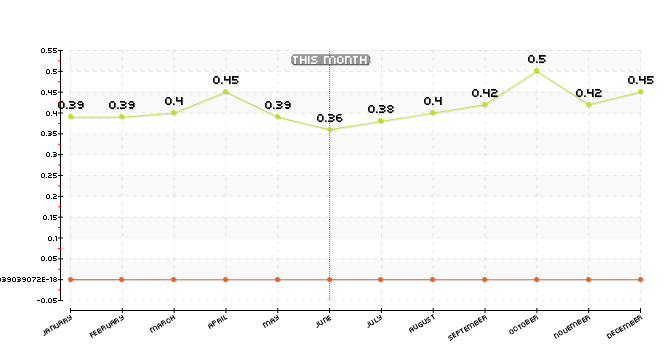 THIS MONTH
0.55
0.5
0.45
0.4
0.35
0.3
0.25
0.2
0.15
0.1
0.05
39039072E-18
-0.05
0.39
0.39
0.4
0.45
0.39
0.36
0.38
0.4
0.42
0.5
0.42
0.45
JANUARY
FEBRUARY
MARCH
APRIL
MAY
JUNE
JULY
AUGUST
SEPTEMBER
OCTOBER
NOVEMBER
DECEMBER